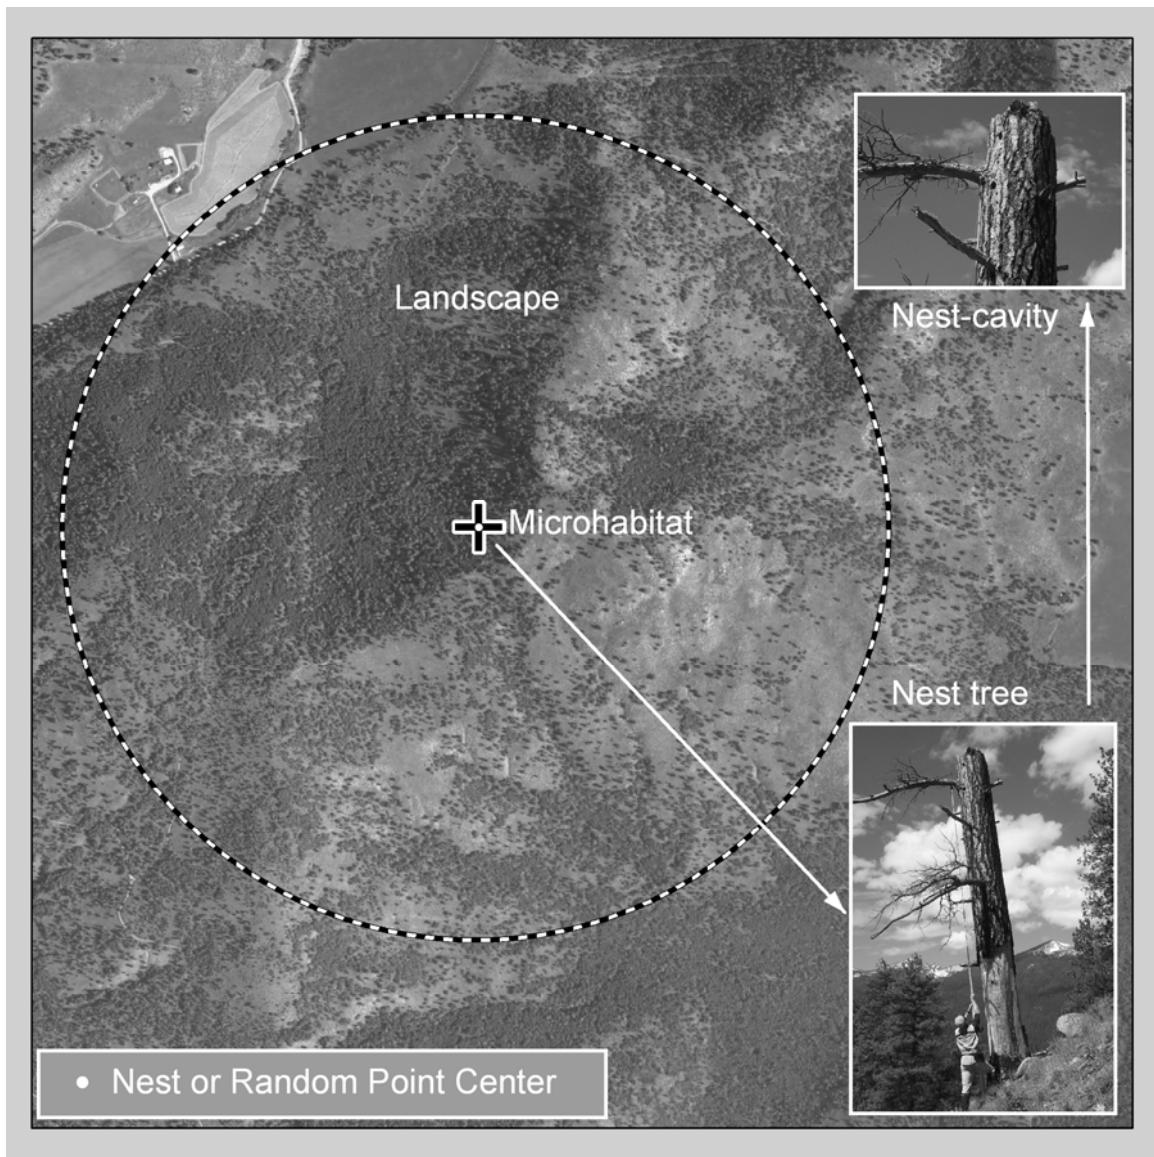 Landscape
Nest-cavity
Microhabitat
Nest tree
• Nest or Random Point Center